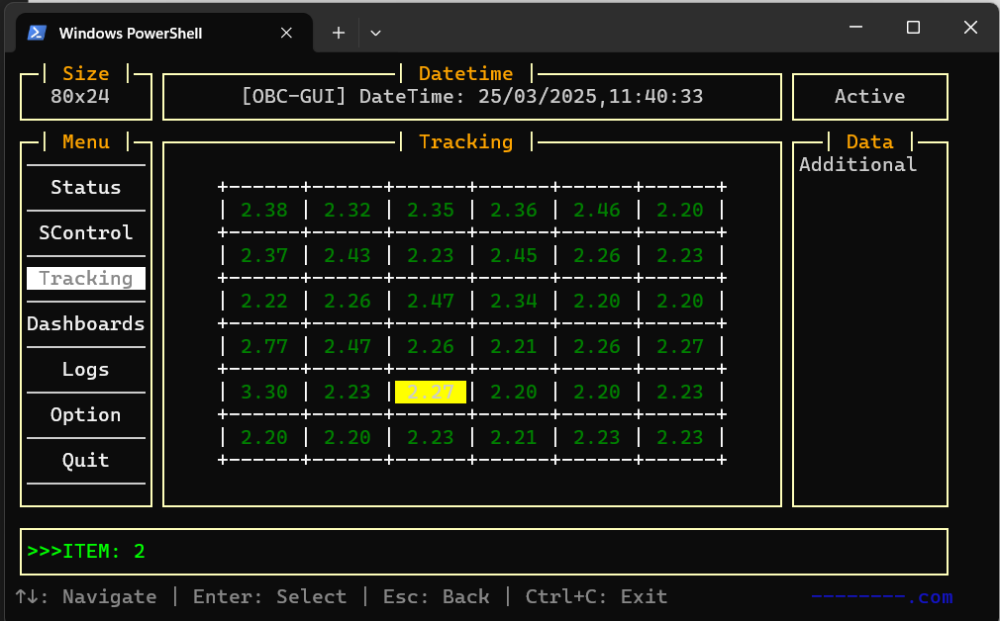 Windows PowerShell
Size
Datetime
80x24
[OBC-GUI] DateTime: 25/03/2025,11:40:33
Active
Menu
Tracking
Data
Additional
Status
SControl
Tracking
Dashboards
Logs
Option
Quit
2.38 | 2.32 | 2.35 | 2.36 | 2.46 | 2.20
2.37 | 2.43 | 2.23 | 2.45 | 2.26 | 2.23
2.22 | 2.26 | 2.47 | 2.34 | 2.20 | 2.20
2.77 | 2.47 | 2.26 | 2.21 | 2.26 | 2.27
3.30 | 2.23 | 2.27 | 2.20 | 2.20 | 2.23
2.20 | 2.20 | 2.23 | 2.21 | 2.23 | 2.23
>>>ITEM: 2
↑↓: Navigate | Enter: Select | Esc: Back | Ctrl+C: Exit
--------.com